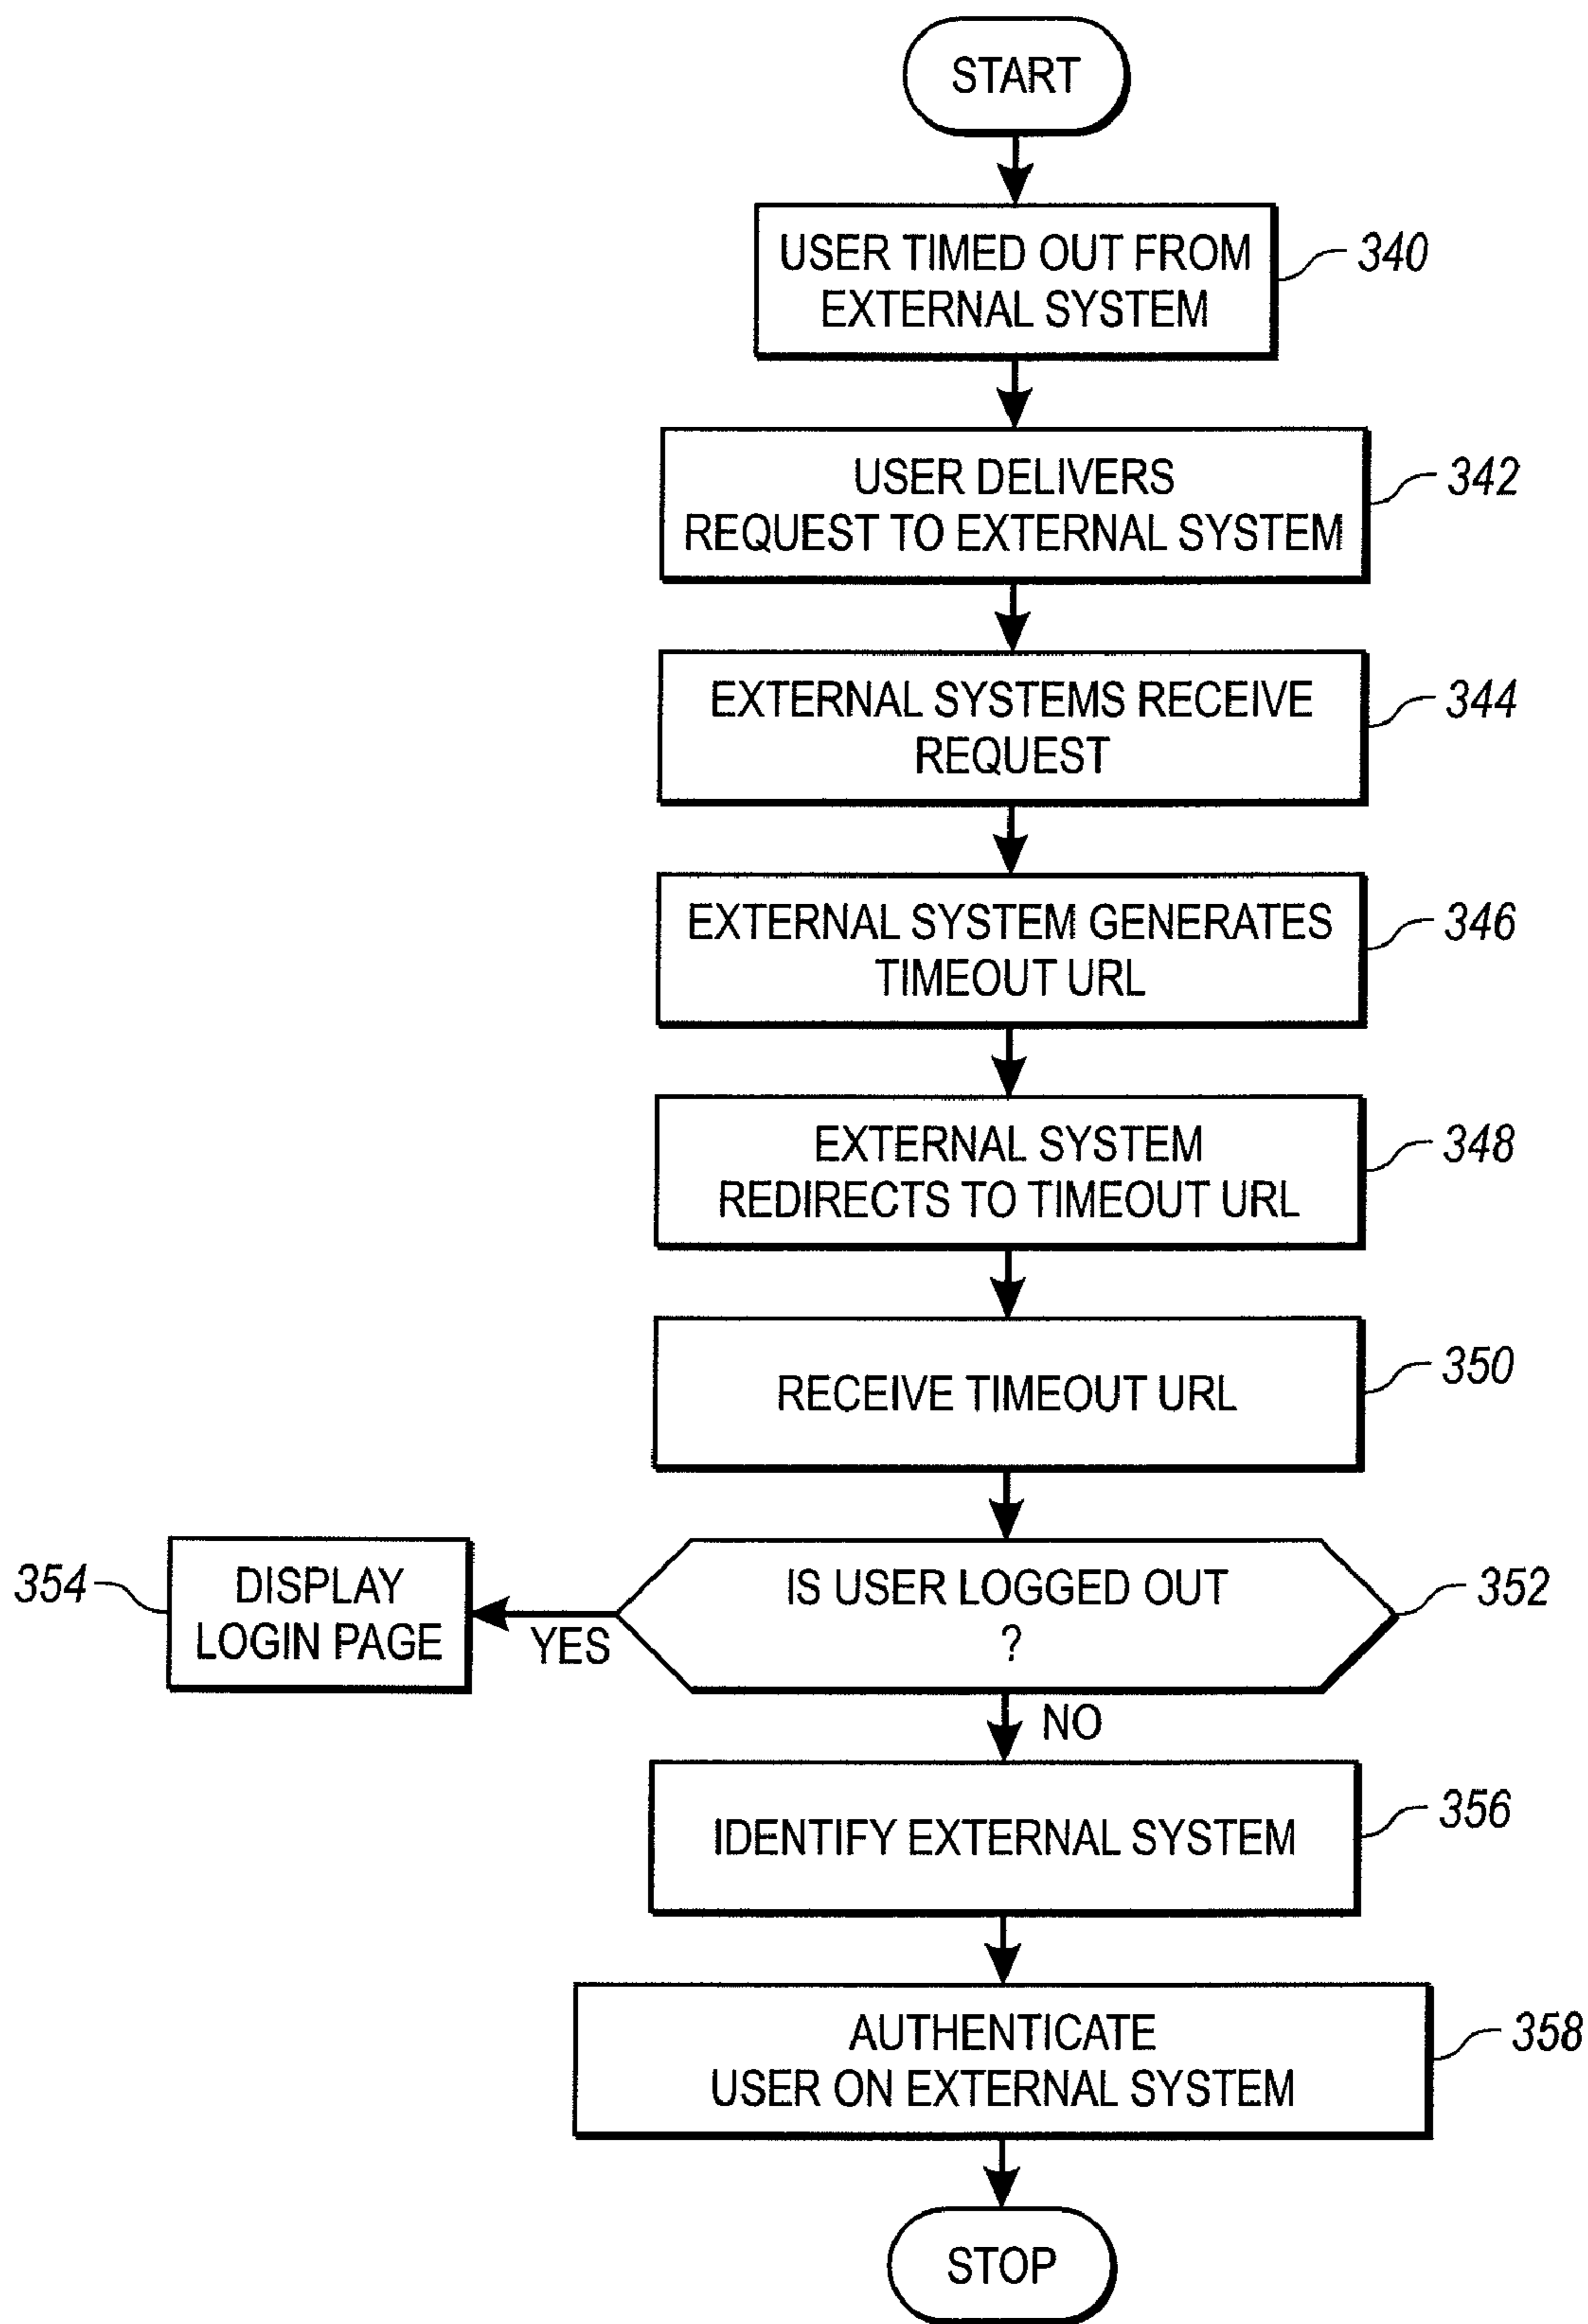 START
USER TIMED OUT FROM
EXTERNAL SYSTEM
340
USER DELIVERS
REQUEST TO EXTERNAL SYSTEM
342
EXTERNAL SYSTEMS RECEIVE
REQUEST
344
EXTERNAL SYSTEM GENERATES
TIMEOUT URL
346
EXTERNAL SYSTEM
REDIRECTS TO TIMEOUT URL
348
RECEIVE TIMEOUT URL
350
IS USER LOGGED OUT
?
352
YES
354
DISPLAY
LOGIN PAGE
NO
IDENTIFY EXTERNAL SYSTEM
356
AUTHENTICATE
USER ON EXTERNAL SYSTEM
358
STOP